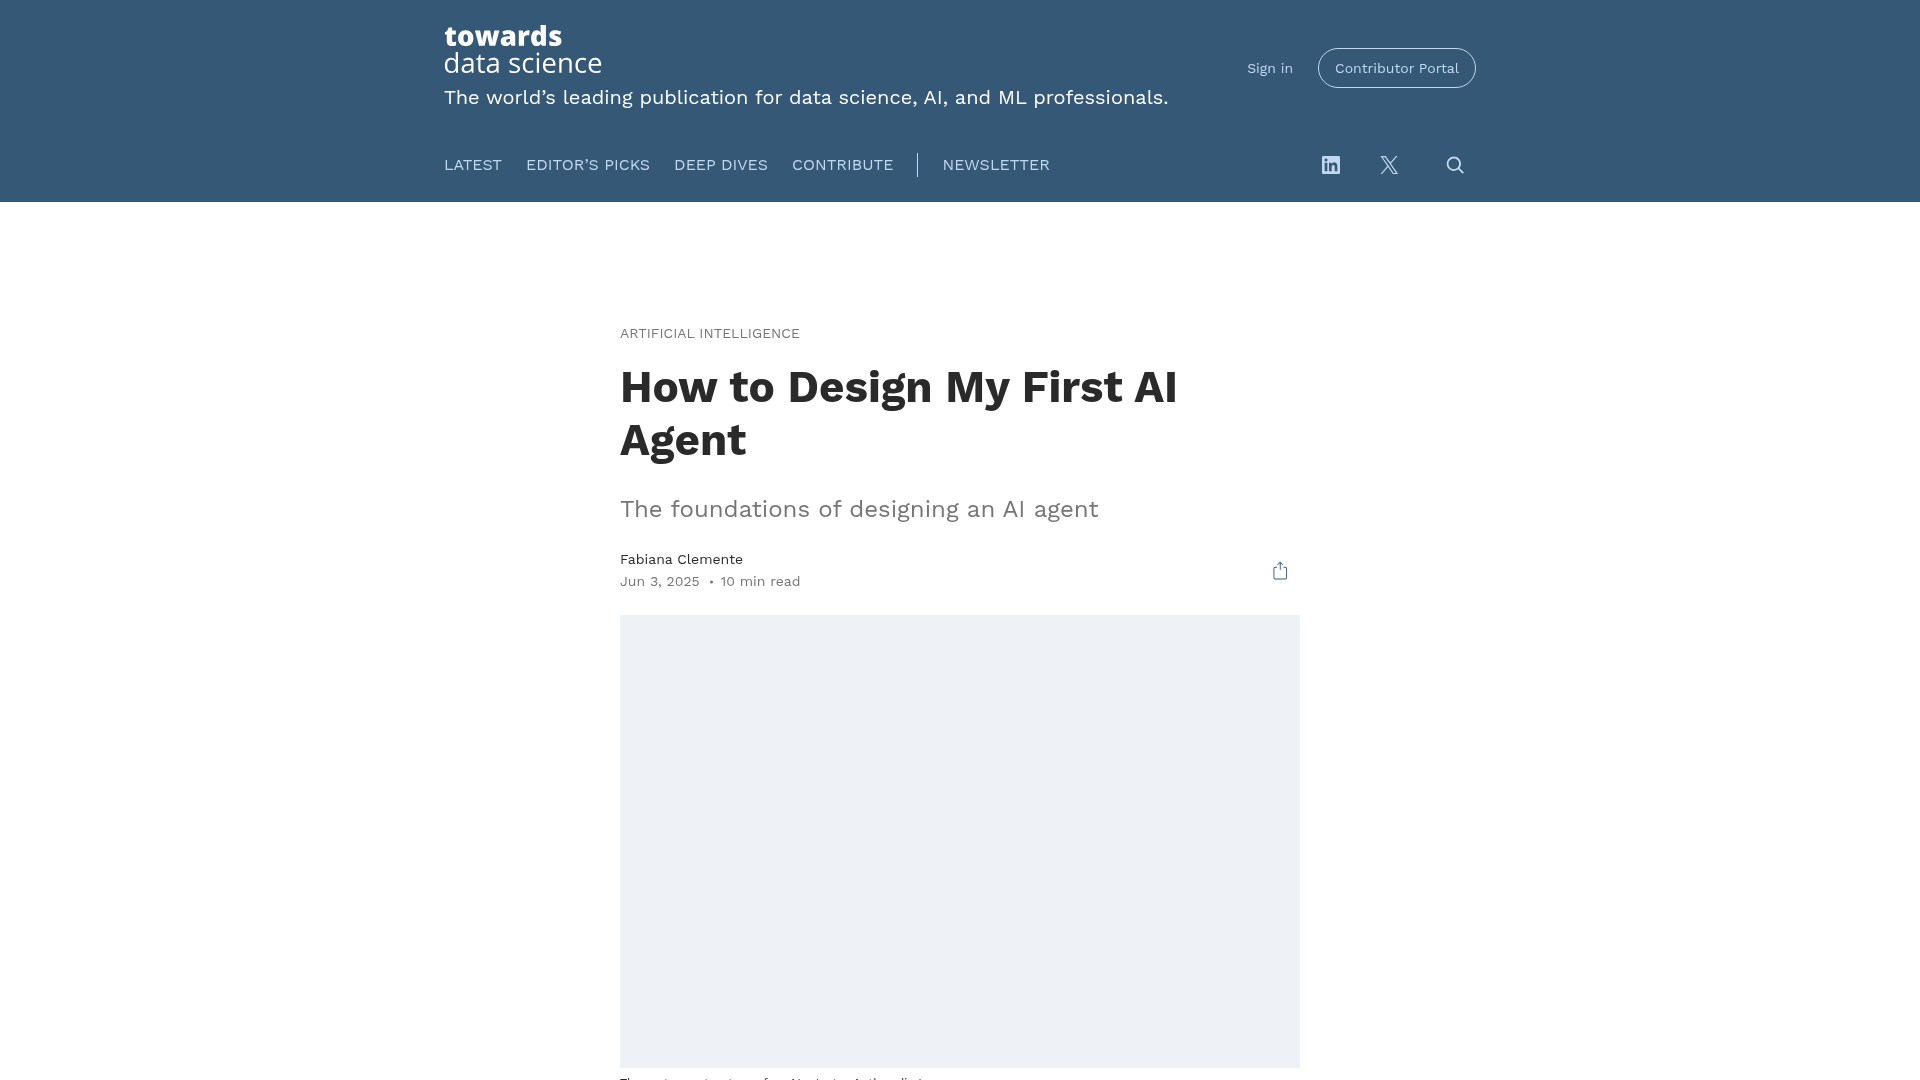 towards
data science
The world’s leading publication for data science, AI, and ML professionals.
Sign in
Contributor Portal
LATEST
EDITOR’S PICKS
DEEP DIVES
CONTRIBUTE
NEWSLETTER
ARTIFICIAL INTELLIGENCE
How to Design My First AI
Agent
The foundations of designing an AI agent
Fabiana Clemente
Jun 3, 2025 • 10 min read